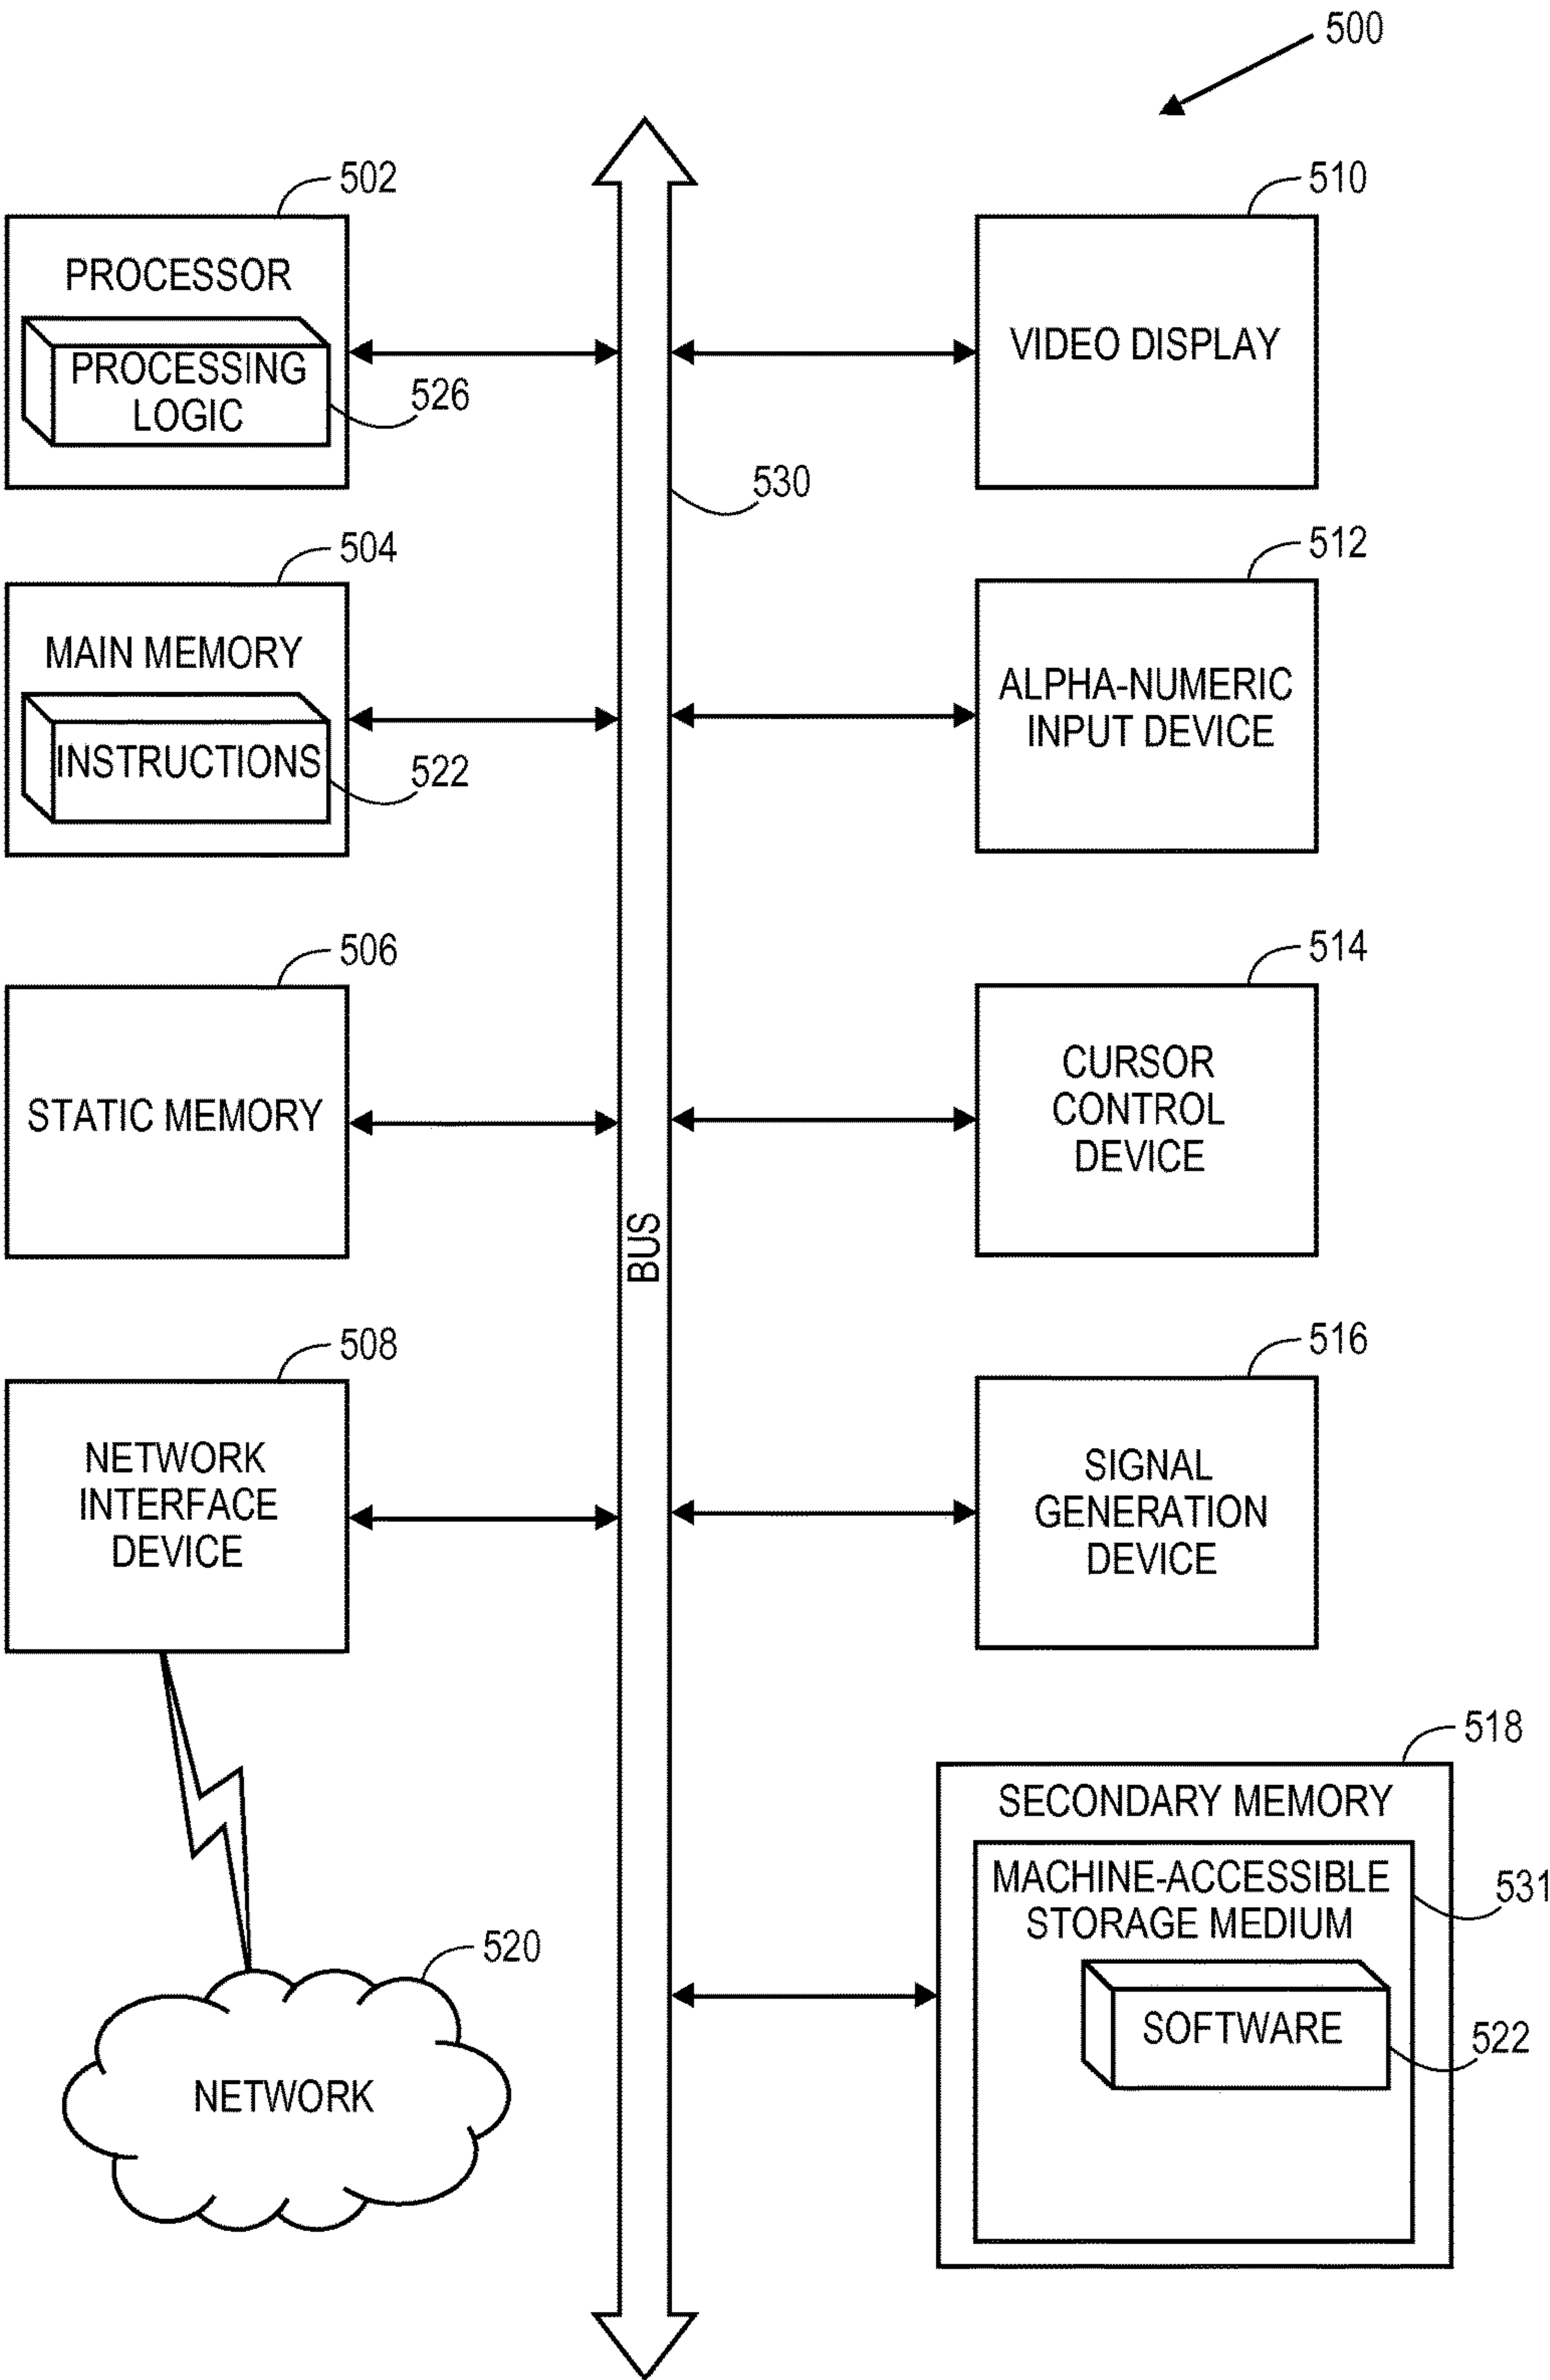 500
502
PROCESSOR
PROCESSING
LOGIC
526
504
MAIN MEMORY
INSTRUCTIONS
522
506
STATIC MEMORY
508
NETWORK
INTERFACE
DEVICE
520
NETWORK
530
BUS
510
VIDEO DISPLAY
512
ALPHA-NUMERIC
INPUT DEVICE
514
CURSOR
CONTROL
DEVICE
516
SIGNAL
GENERATION
DEVICE
518
SECONDARY MEMORY
MACHINE-ACCESSIBLE
STORAGE MEDIUM
531
SOFTWARE
522